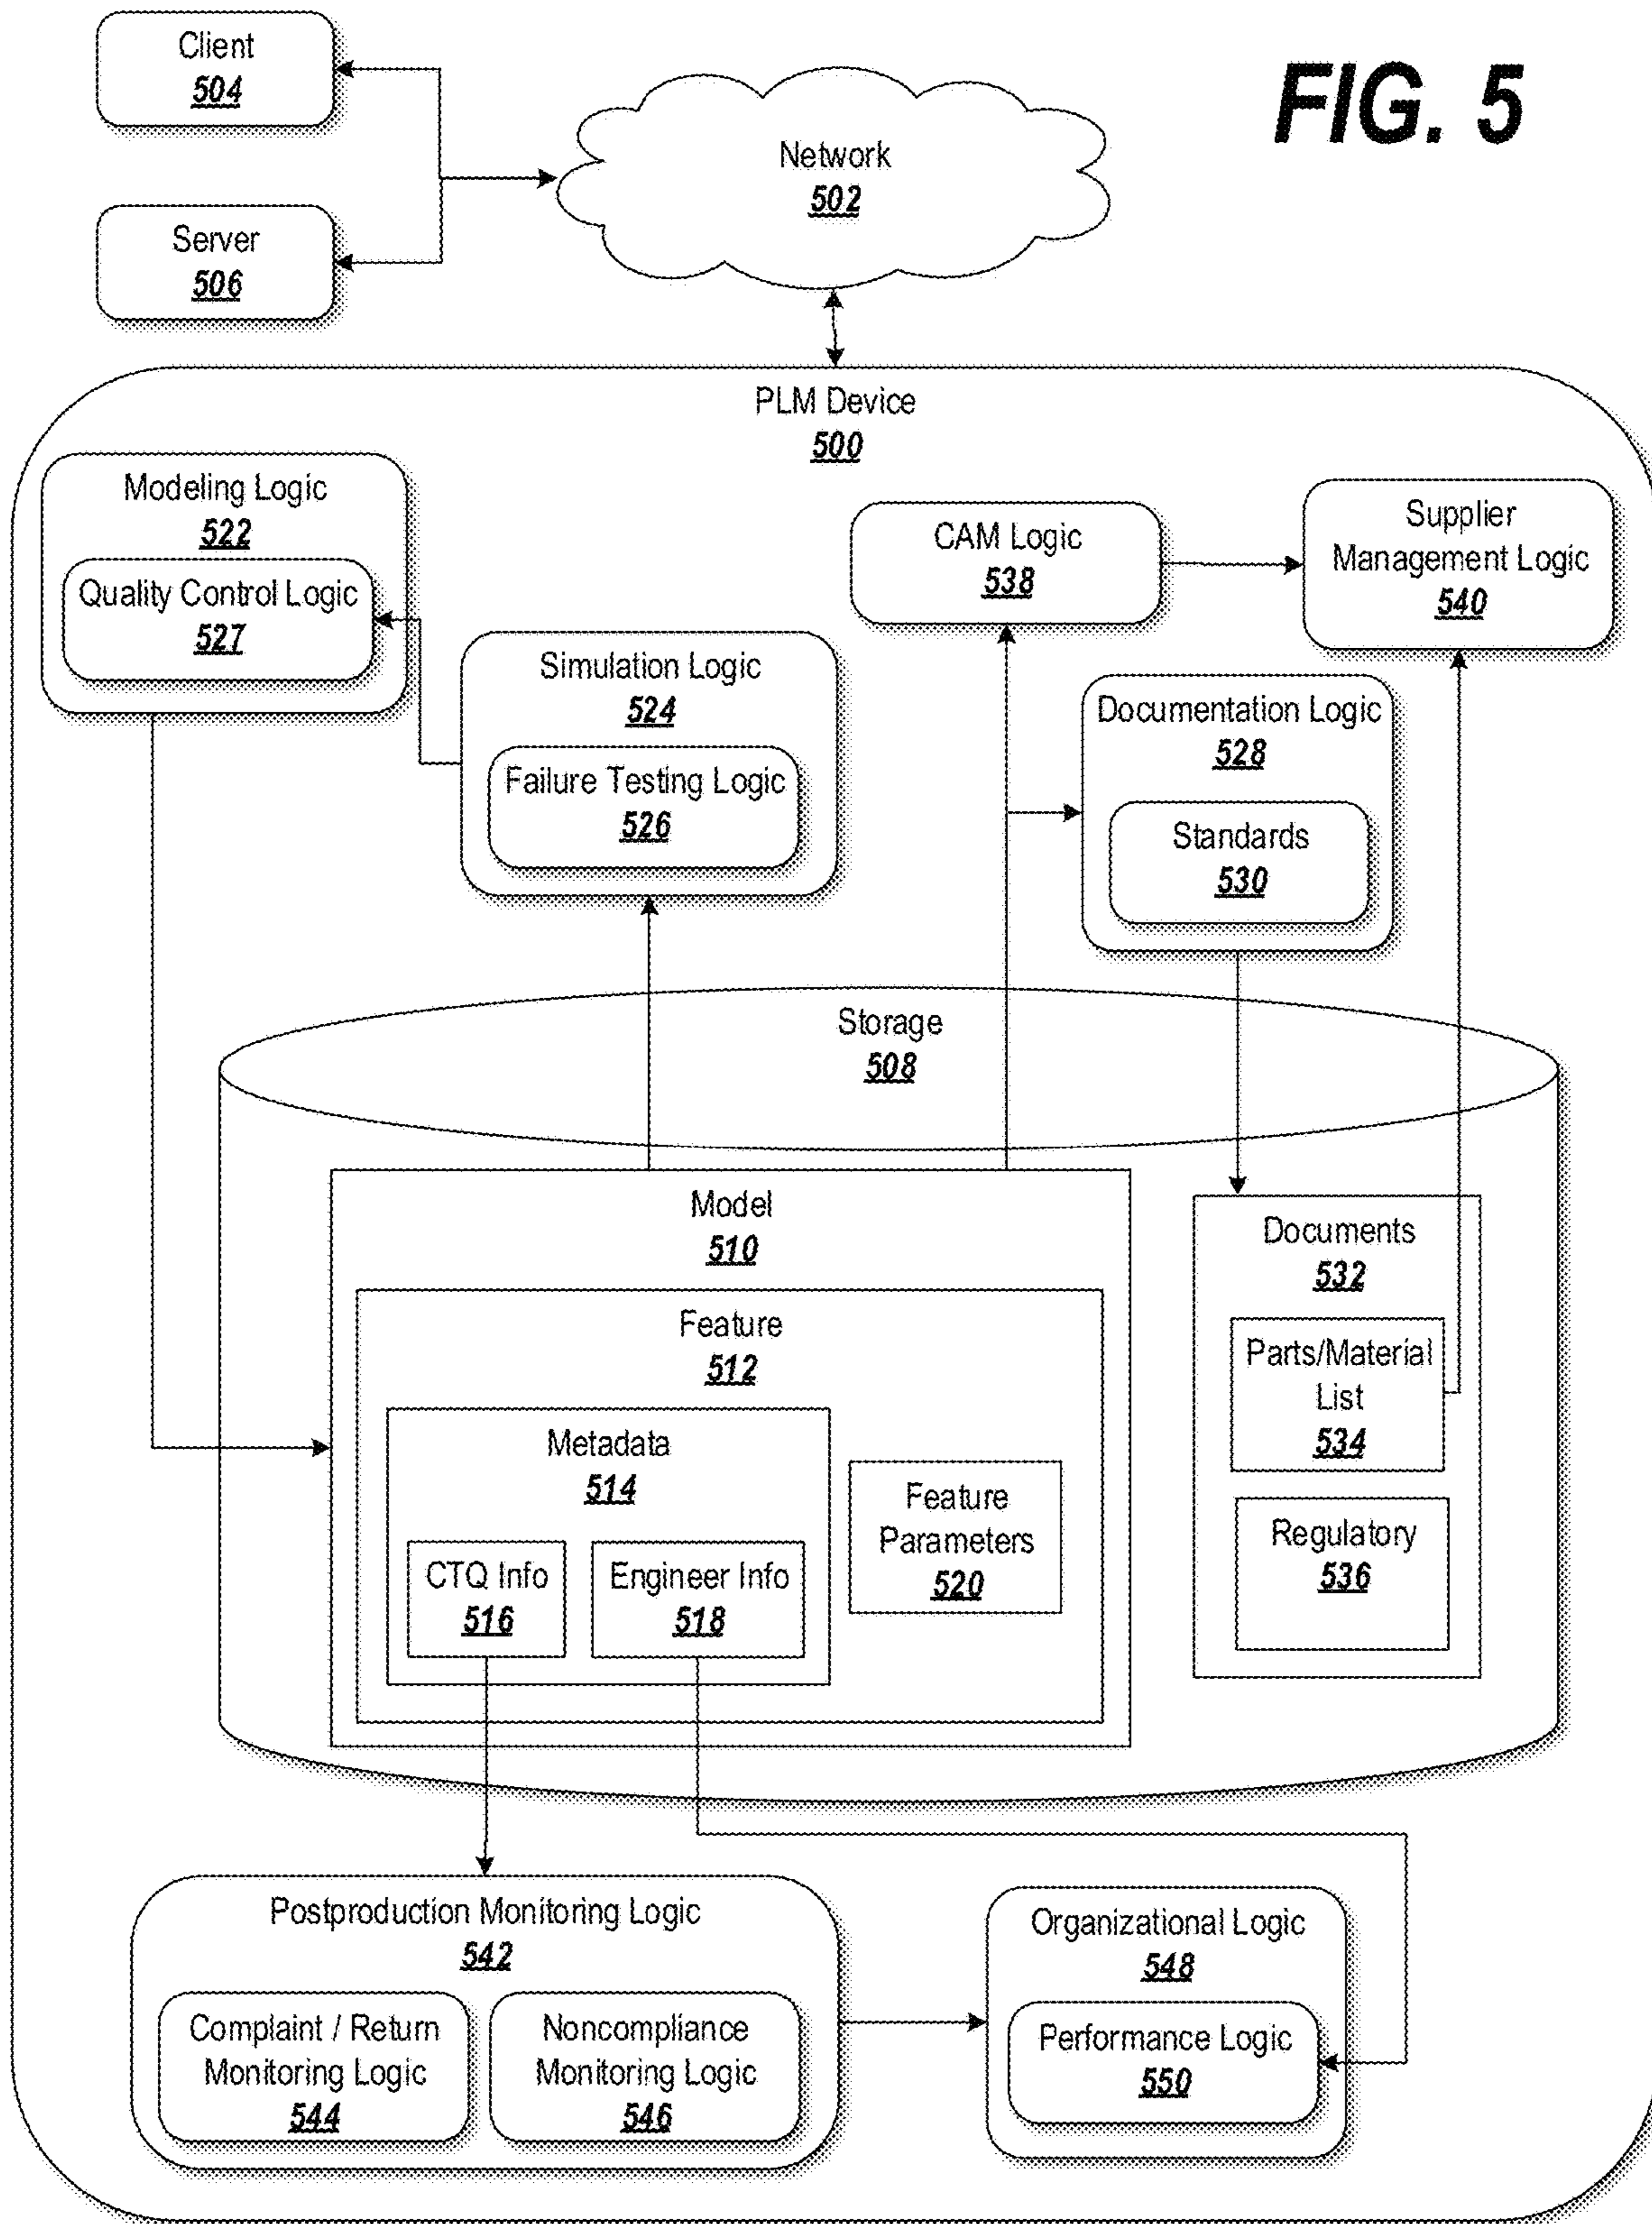 FIG. 5
Client
504
Network
502
Server
506
PLM Device
500
Modeling Logic
522
Quality Control Logic
527
Simulation Logic
524
Failure Testing Logic
526
CAM Logic
538
Supplier
Management Logic
540
Documentation Logic
528
Standards
530
Storage
508
Model
510
Feature
512
Metadata
514
CTQ Info
516
Engineer Info
518
Feature
Parameters
520
Documents
532
Parts/Material
List
534
Regulatory
536
Postproduction Monitoring Logic
542
Complaint / Return
Monitoring Logic
544
Noncompliance
Monitoring Logic
546
Organizational Logic
548
Performance Logic
550